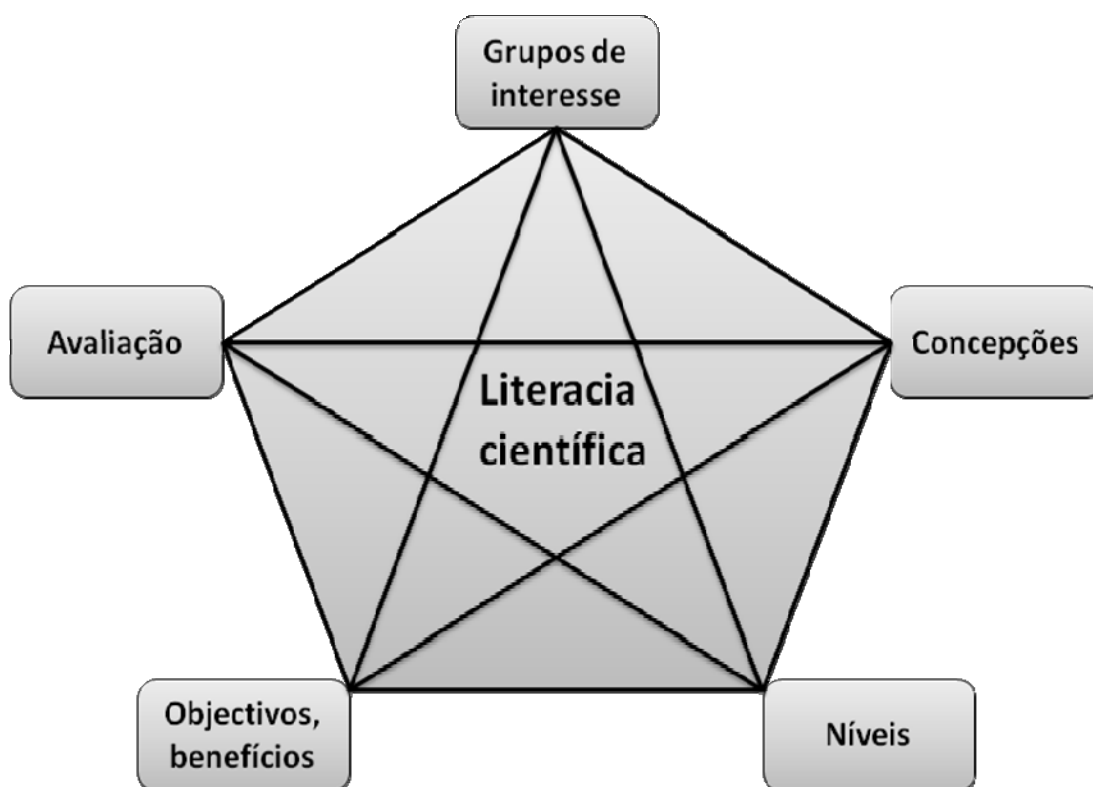 Grupos de
interesse
Avaliação
Concepções
Literacia
científica
Objectivos,
benefícios
Níveis